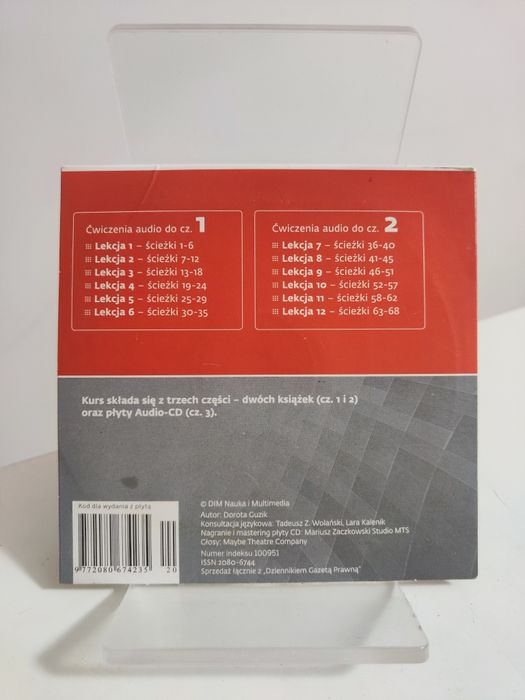 Ćwiczenia audio do cz. 1
Lekcja 1 – ścieżki 1-6
Lekcja 2 – ścieżki 7-12
Lekcja 3 – ścieżki 13-18
Lekcja 4 – ścieżki 19-24
Lekcja 5 – ścieżki 25-29
Lekcja 6 – ścieżki 30-35
Ćwiczenia audio do cz. 2
Lekcja 7 – ścieżki 36-40
Lekcja 8 – ścieżki 41-45
Lekcja 9 – ścieżki 46-51
Lekcja 10 – ścieżki 52-57
Lekcja 11 – ścieżki 58-62
Lekcja 12 – ścieżki 63-68
Kurs składa się z trzech części – dwóch książek (cz. 1 i 2)
oraz płyty Audio-CD (cz. 3).
Kod dla wydania z płytą
9 772080 674235 20
© DIM Nauka i Multimedia
Autor: Dorota Guzik
Konsultacja językowa: Tadeusz Z. Wolański, Lara Kalenik
Nagranie i mastering płyty CD: Mariusz Zaczkowski Studio MTS
Głosy: Maybe Theatre Company
Numer indeksu 100951
ISSN 2080-6744
Sprzedaż łącznie z „Dziennikiem Gazetą Prawną"